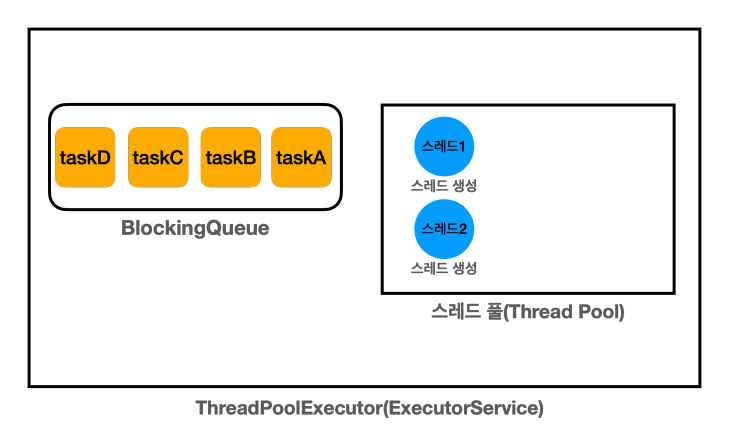 taskD taskC taskB taskA
BlockingQueue
스레드1
스레드 생성
스레드2
스레드 생성
스레드 풀(Thread Pool)
ThreadPoolExecutor(ExecutorService)